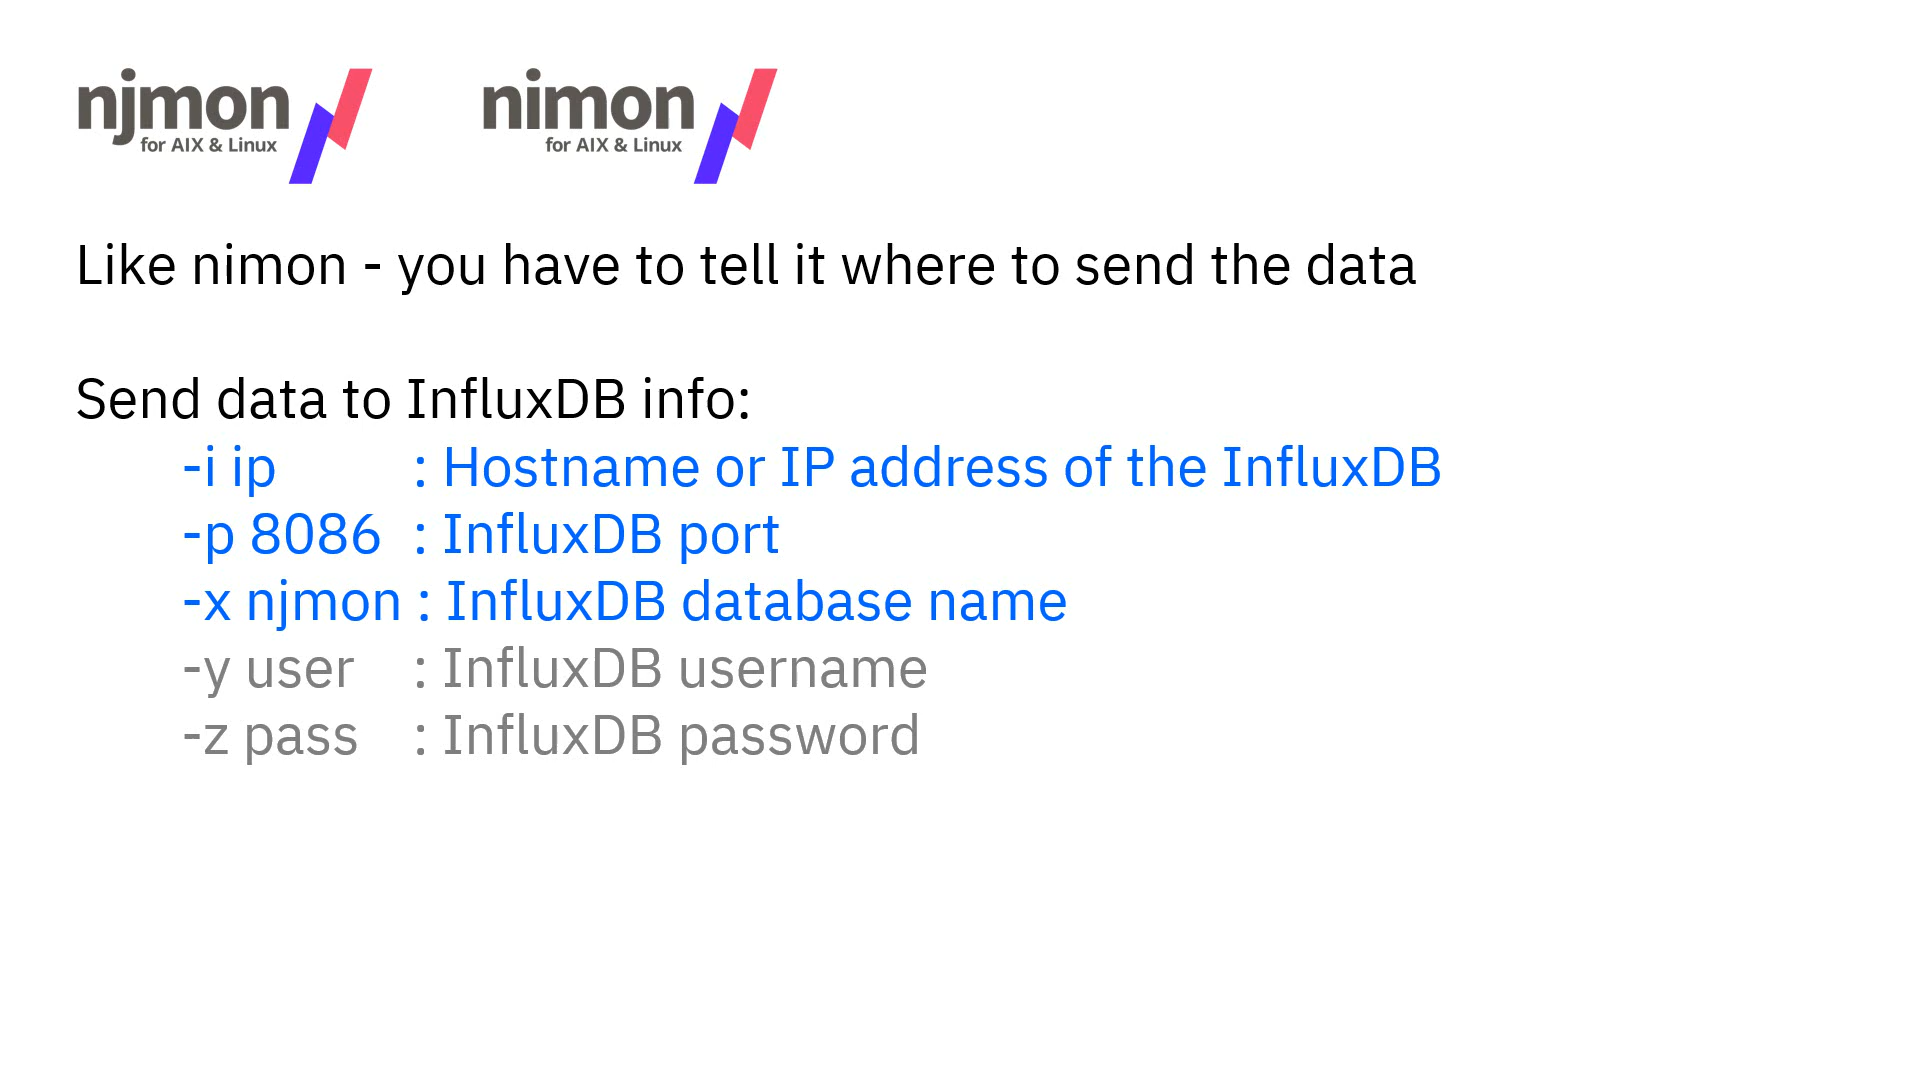 njmon
for AIX & Linux
nimon
for AIX & Linux
Like nimon - you have to tell it where to send the data
Send data to InfluxDB info:
-i ip : Hostname or IP address of the InfluxDB
-p 8086 : InfluxDB port
-x njmon : InfluxDB database name
-y user : InfluxDB username
-z pass : InfluxDB password